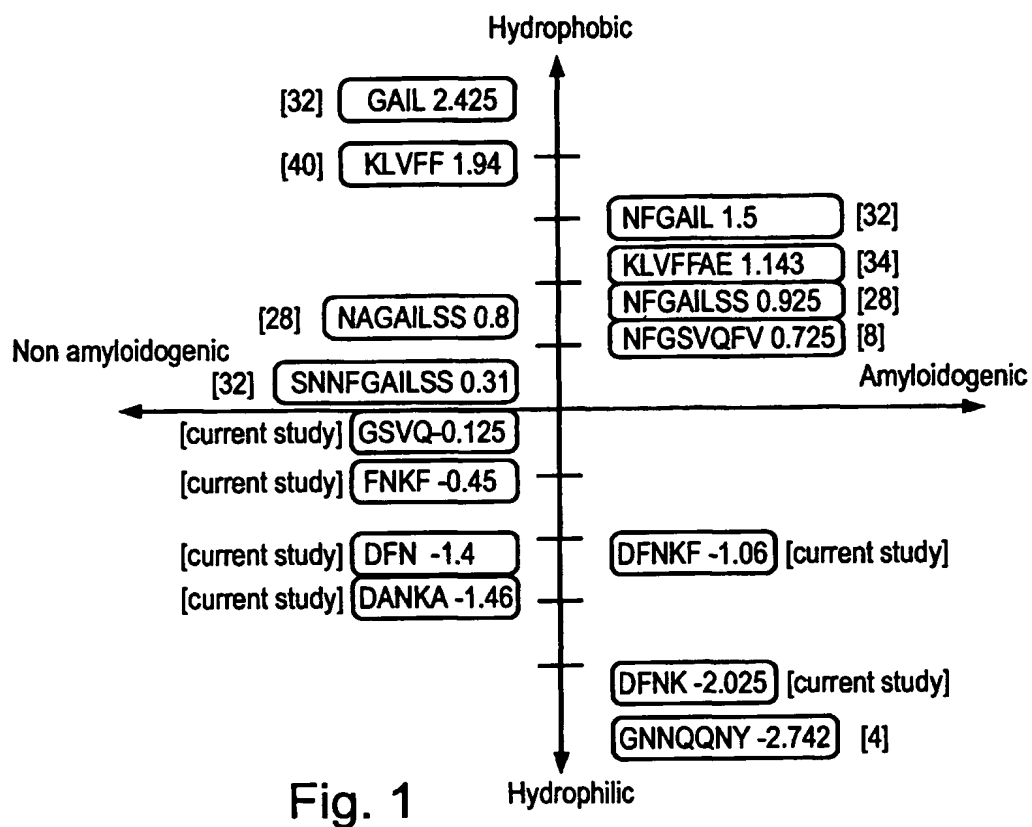 Hydrophobic
[32] GAIL 2.425
[40] KLVFF 1.94
NFGAIL 1.5 [32]
KLVFFAE 1.143 [34]
NFGAILSS 0.925 [28]
[28] NAGAILSS 0.8
NFGSVQFV 0.725 [8]
Non amyloidogenic
[32] SNNFGAILSS 0.31
Amyloidogenic
[current study] GSVQ-0.125
[current study] FNKF -0.45
[current study] DFN -1.4
DFNKF -1.06 [current study]
[current study] DANKA -1.46
DFNK -2.025 [current study]
GNNQQNY -2.742 [4]
Hydrophilic
Fig. 1